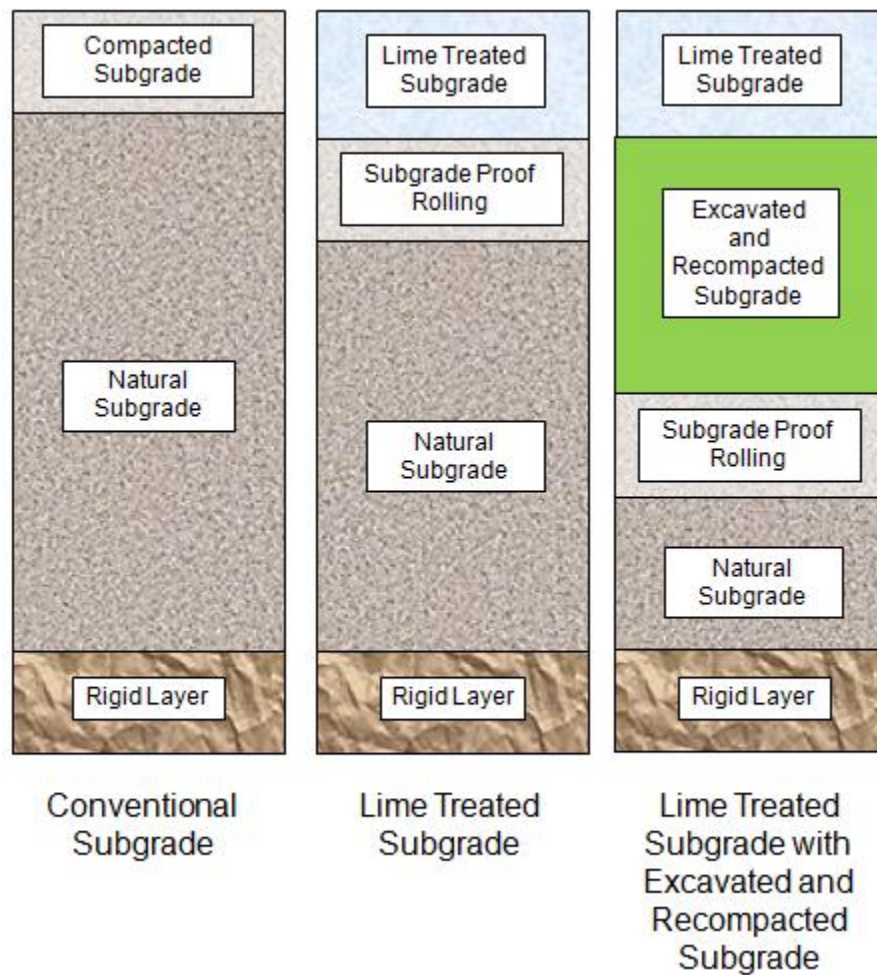 Compacted
Subgrade
Natural
Subgrade
Rigid Layer
Conventional
Subgrade
Lime Treated
Subgrade
Subgrade Proof
Rolling
Natural
Subgrade
Rigid Layer
Lime Treated
Subgrade
Lime Treated
Subgrade
Excavated
and
Recompacted
Subgrade
Subgrade Proof
Rolling
Natural
Subgrade
Rigid Layer
Lime Treated
Subgrade with
Excavated and
Recompacted
Subgrade